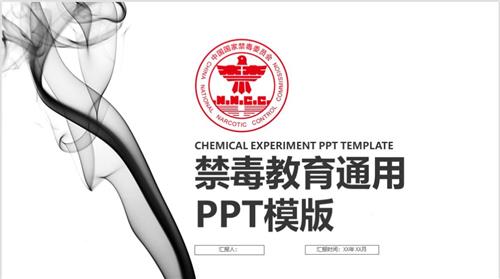 中国国家禁毒委员会
CHINA NATIONAL NARCOTIC CONTROL COMMISSION
N.N.C.C.
CHEMICAL EXPERIMENT PPT TEMPLATE
禁毒教育通用
PPT模版
汇报人：
汇报时间：XX年XX月